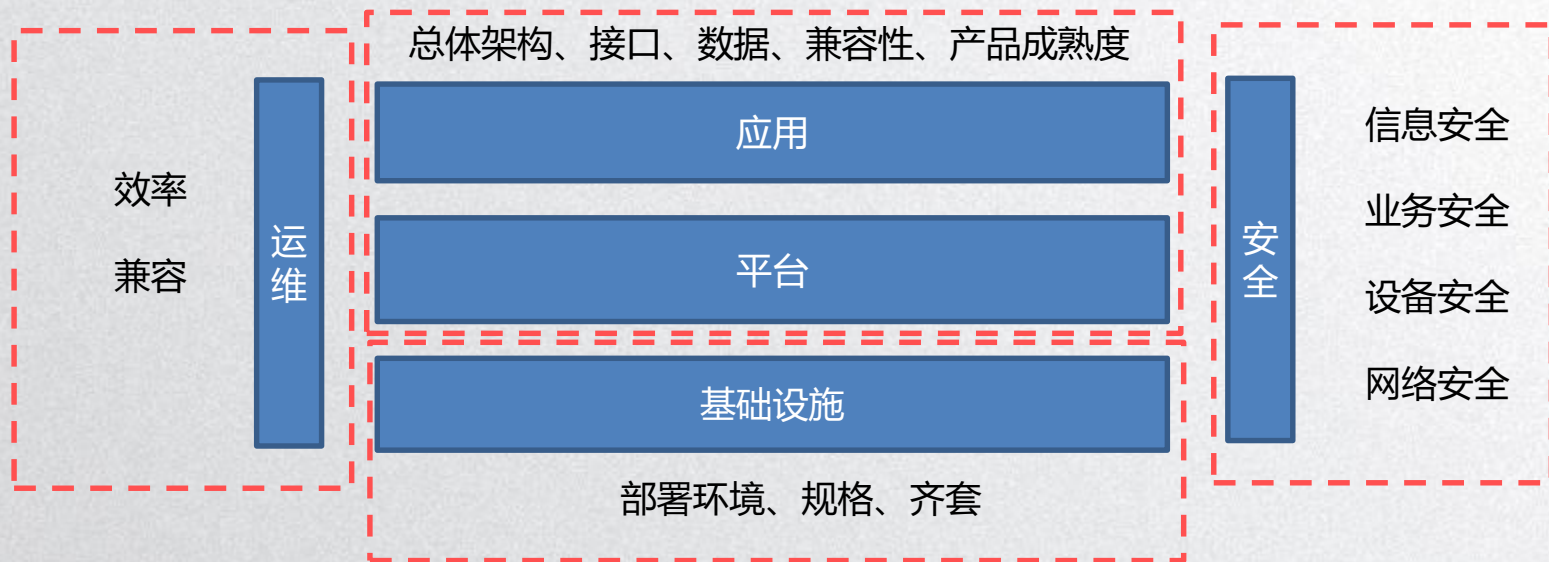 总体架构、接口、数据、兼容性、产品成熟度
效率
兼容
运维
应用
平台
基础设施
部署环境、规格、齐套
安全
信息安全
业务安全
设备安全
网络安全